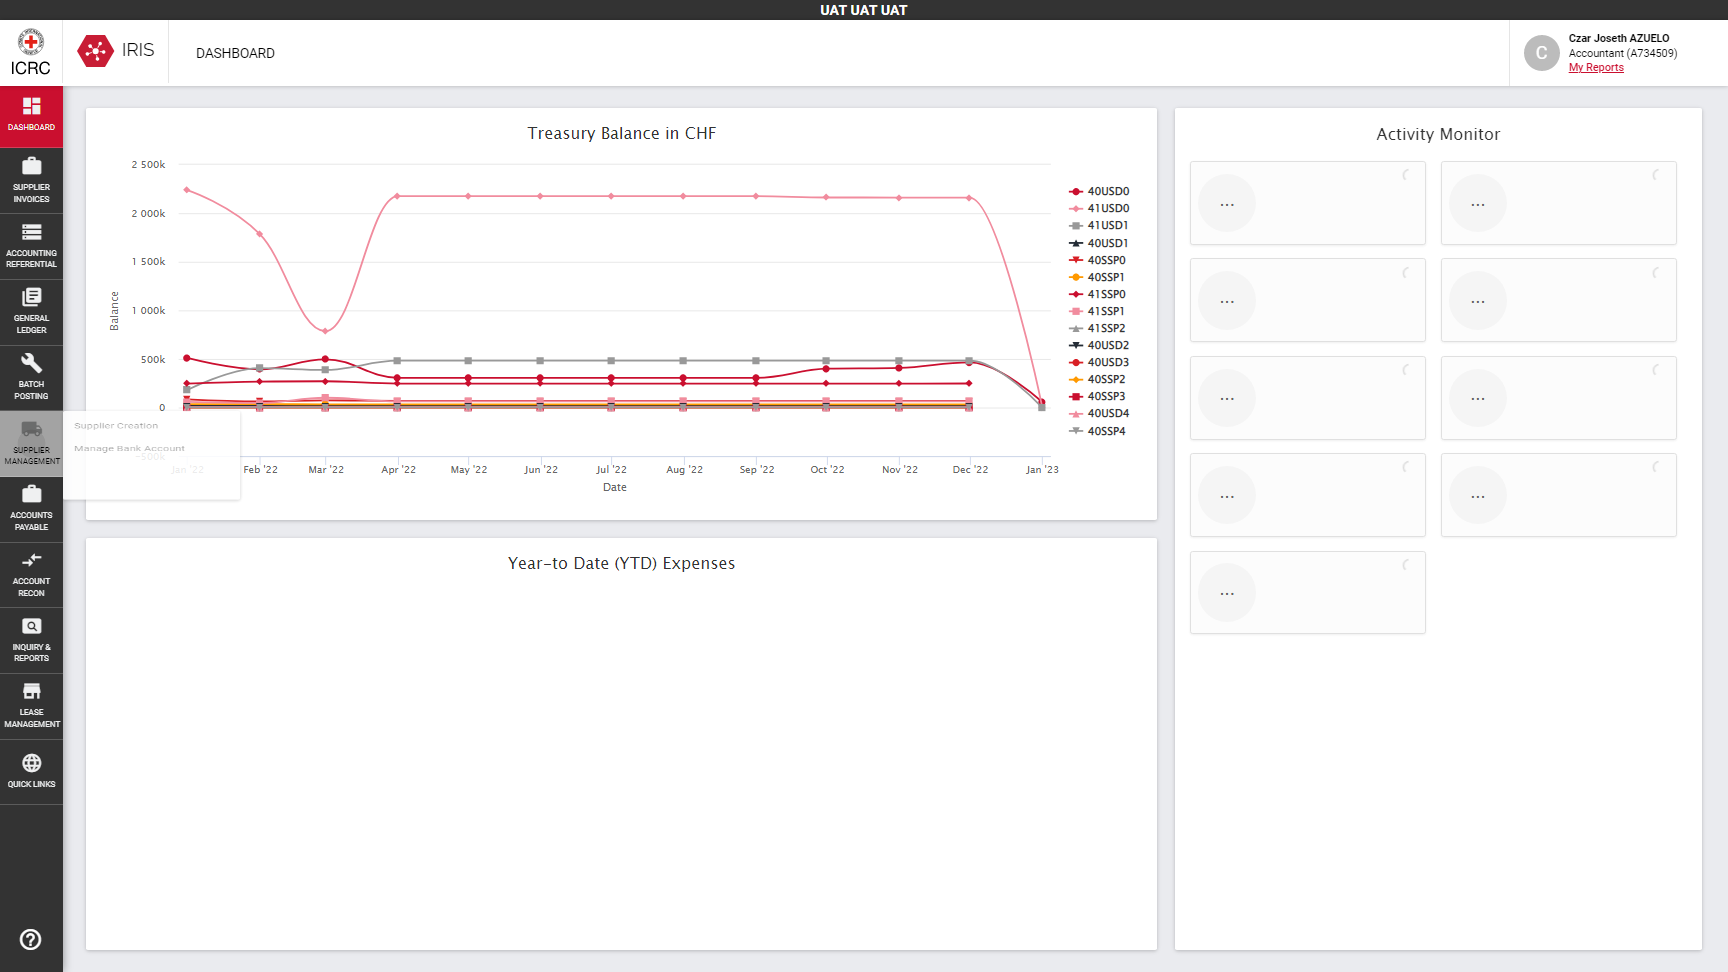 UAT UAT UAT
ICRC
IRIS
DASHBOARD
C
Czar Joseth AZUELO
Accountant (A734509)
My Reports
DASHBOARD
SUPPLIER
INVOICES
ACCOUNTING
REFERENTIAL
GENERAL
LEDGER
BATCH
POSTING
SUPPLIER
MANAGEMENT
Supplier Creation
Manage Bank Account
ACCOUNTS
PAYABLE
ACCOUNT
RECON
INQUIRY &
REPORTS
LEASE
MANAGEMENT
QUICK LINKS
?
Treasury Balance in CHF
Balance
2 500k
2 000k
1 500k
1 000k
500k
0
-500k
Jan '22
Feb '22
Mar '22
Apr '22
May '22
Jun '22
Jul '22
Aug '22
Sep '22
Oct '22
Nov '22
Dec '22
Jan '23
Date
40USD0
41USD0
41USD1
40USD1
40SSP0
40SSP1
41SSP0
41SSP1
41SSP2
40USD2
40USD3
40SSP2
40SSP3
40USD4
40SSP4
Year-to Date (YTD) Expenses
Activity Monitor
...
...
...
...
...
...
...
...
...